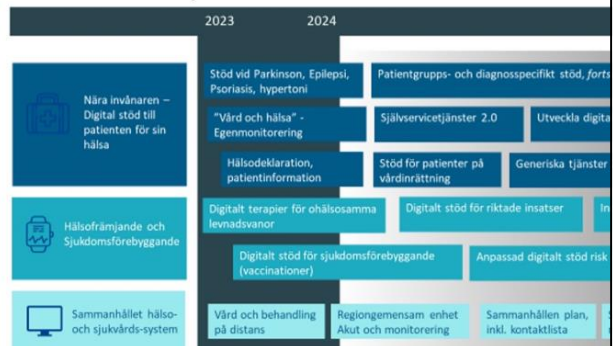 2023 2024
Nära invånaren –
Digital stöd till
patienten för sin
hälsa
Stöd vid Parkinson, Epilepsi,
Psoriasis, hypertoni
Patientgrupps- och diagnosspecifikt stöd, forts
"Vård och hälsa" -
Egenmonitorering
Självservicetjänster 2.0
Utveckla digita
Hälsodeklaration,
patientinformation
Stöd för patienter på
vårdinrättning
Generiska tjänster
Hälsofrämjande och
Sjukdomsförebyggande
Digitalt terapier för ohälsosamma
levnadsvanor
Digitalt stöd för riktade insatser
In
Digitalt stöd för sjukdomsförebyggande
(vaccinationer)
Anpassad digitalt stöd risk
Sammanhållet hälso-
och sjukvårds-system
Vård och behandling
på distans
Regiongemensam enhet
Akut och monitorering
Sammanhållen plan,
inkl. kontaktlista